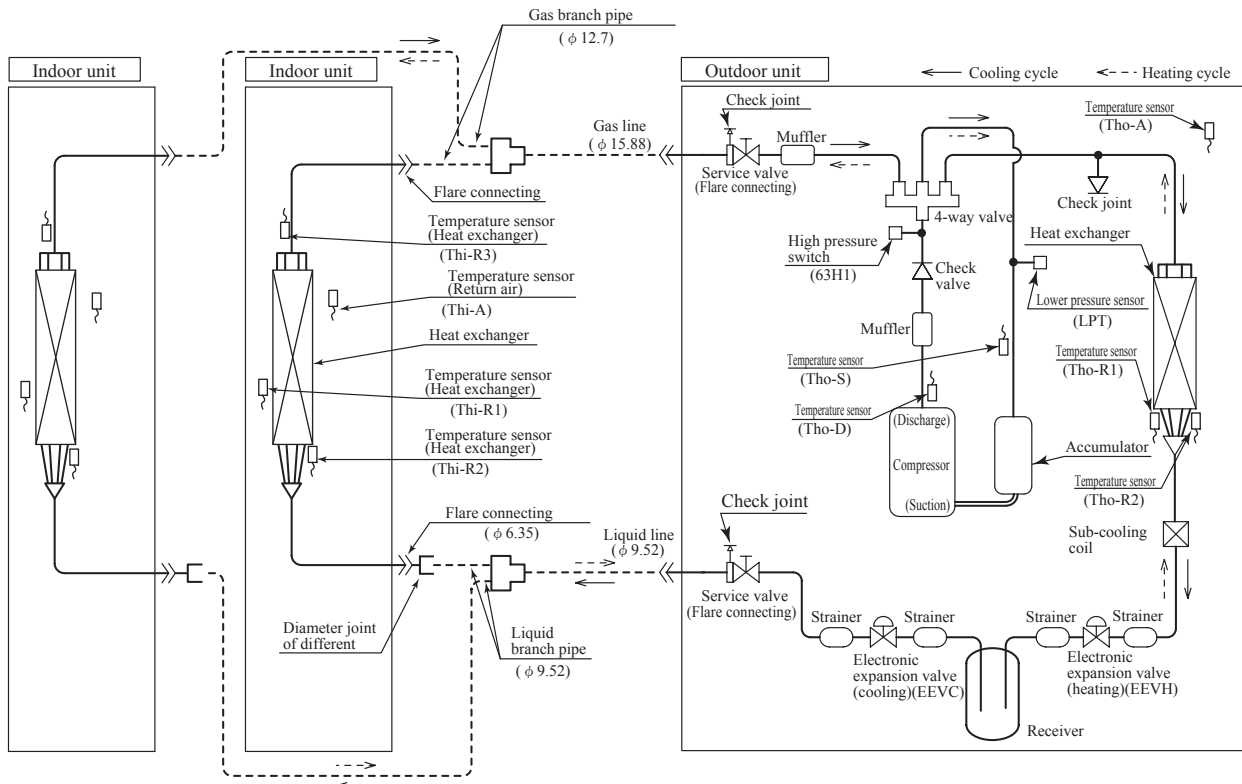 Gas branch pipe
( φ 12.7)
Indoor unit
Indoor unit
Outdoor unit
Cooling cycle
Heating cycle
Check joint
Temperature sensor
(Tho-A)
Gas line
( φ 15.88)
Muffler
Service valve
(Flare connecting)
4-way valve
Check joint
Flare connecting
Temperature sensor
(Heat exchanger)
(Thi-R3)
Temperature sensor
(Return air)
(Thi-A)
Heat exchanger
Temperature sensor
(Heat exchanger)
(Thi-R1)
Temperature sensor
(Heat exchanger)
(Thi-R2)
High pressure
switch
(63H1)
Check
valve
Heat exchanger
Lower pressure sensor
(LPT)
Muffler
Temperature sensor
(Tho-S)
Temperature sensor
(Tho-R1)
Temperature sensor
(Tho-D)
(Discharge)
Compressor
(Suction)
Accumulator
Temperature sensor
(Tho-R2)
Flare connecting
( φ 6.35)
Liquid line
( φ 9.52)
Check joint
Sub-cooling
coil
Service valve
(Flare connecting)
Diameter joint
of different
Liquid
branch pipe
( φ 9.52)
Strainer
Strainer
Strainer
Strainer
Electronic
expansion valve
(cooling)(EEVC)
Electronic
expansion valve
(heating)(EEVH)
Receiver